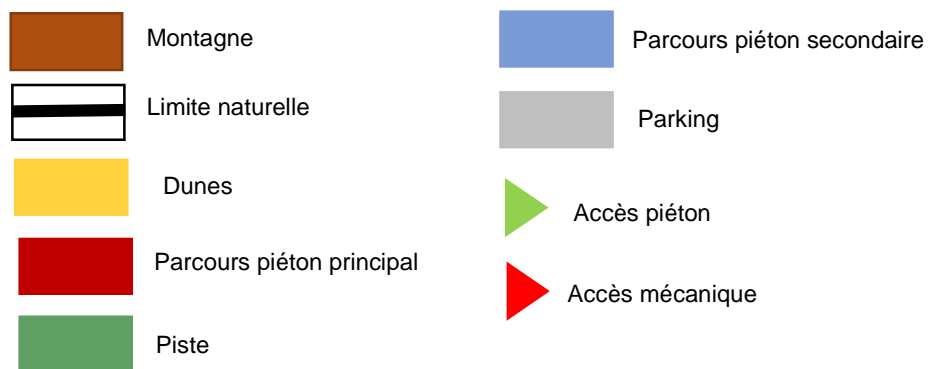 Montagne
Limite naturelle
Dunes
Parcours piéton principal
Piste
Parcours piéton secondaire
Parking
Accès piéton
Accès mécanique